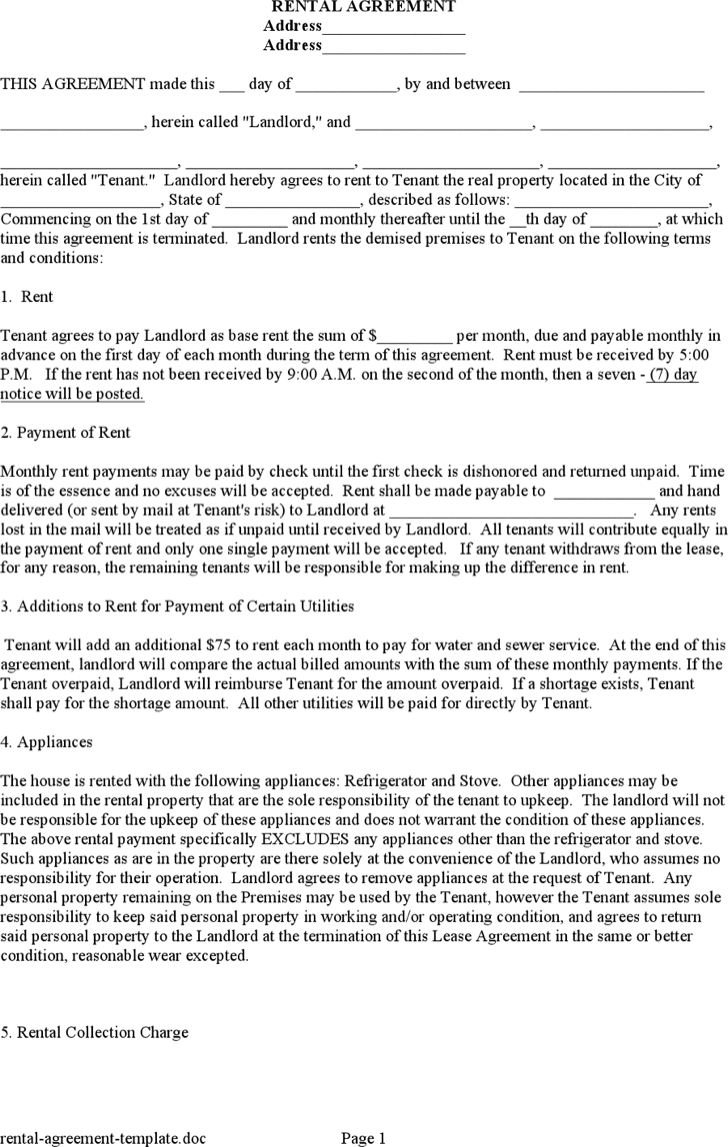 RENTAL AGREEMENT
Address__________________
Address__________________
THIS AGREEMENT made this ___ day of ____________, by and between ______________________
_________________, herein called "Landlord," and _____________________, ____________________,
_____________________, ____________________, _____________________, ____________________,
herein called "Tenant." Landlord hereby agrees to rent to Tenant the real property located in the City of
___________________, State of ________________, described as follows: _______________________,
Commencing on the 1st day of _________ and monthly thereafter until the __th day of ________, at which
time this agreement is terminated. Landlord rents the demised premises to Tenant on the following terms
and conditions:
1. Rent
Tenant agrees to pay Landlord as base rent the sum of $_________ per month, due and payable monthly in
advance on the first day of each month during the term of this agreement. Rent must be received by 5:00
P.M. If the rent has not been received by 9:00 A.M. on the second of the month, then a seven - (7) day
notice will be posted.
2. Payment of Rent
Monthly rent payments may be paid by check until the first check is dishonored and returned unpaid. Time
is of the essence and no excuses will be accepted. Rent shall be made payable to ____________ and hand
delivered (or sent by mail at Tenant's risk) to Landlord at _____________________________. Any rents
lost in the mail will be treated as if unpaid until received by Landlord. All tenants will contribute equally in
the payment of rent and only one single payment will be accepted. If any tenant withdraws from the lease,
for any reason, the remaining tenants will be responsible for making up the difference in rent.
3. Additions to Rent for Payment of Certain Utilities
Tenant will add an additional $75 to rent each month to pay for water and sewer service. At the end of this
agreement, landlord will compare the actual billed amounts with the sum of these monthly payments. If the
Tenant overpaid, Landlord will reimburse Tenant for the amount overpaid. If a shortage exists, Tenant
shall pay for the shortage amount. All other utilities will be paid for directly by Tenant.
4. Appliances
The house is rented with the following appliances: Refrigerator and Stove. Other appliances may be
included in the rental property that are the sole responsibility of the tenant to upkeep. The landlord will not
be responsible for the upkeep of these appliances and does not warrant the condition of these appliances.
The above rental payment specifically EXCLUDES any appliances other than the refrigerator and stove.
Such appliances as are in the property are there solely at the convenience of the Landlord, who assumes no
responsibility for their operation. Landlord agrees to remove appliances at the request of Tenant. Any
personal property remaining on the Premises may be used by the Tenant, however the Tenant assumes sole
responsibility to keep said personal property in working and/or operating condition, and agrees to return
said personal property to the Landlord at the termination of this Lease Agreement in the same or better
condition, reasonable wear excepted.
5. Rental Collection Charge
rental-agreement-template.doc Page 1